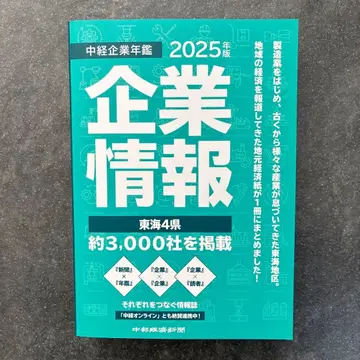 中経企業年鑑 2025年版
企業
情報
製造業をはじめ、古くから様々な産業が息づいてきた東海地区。
地域の経済を報道してきた地元経済紙が1冊にまとめました！
東海4県
約3,000社を掲載
『新聞』×『年鑑』
『企業』×『企業』
『企業』×『読者』
それぞれをつなぐ情報誌
「中経オンライン」とも絶賛連携中！
中部経済新聞